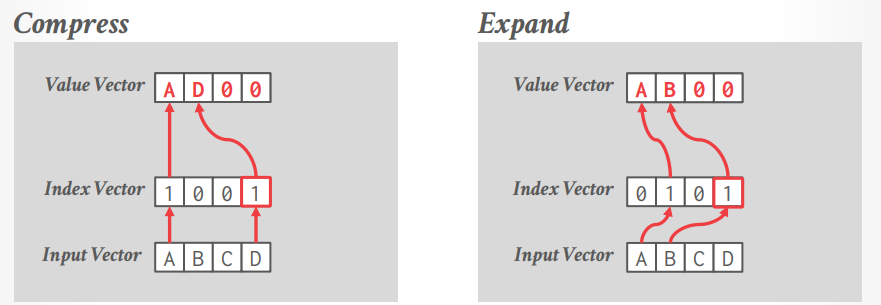 Compress
Value Vector A D 0 0
Index Vector 1 0 0 1
Input Vector A B C D
Expand
Value Vector A B 0 0
Index Vector 0 1 0 1
Input Vector A B C D